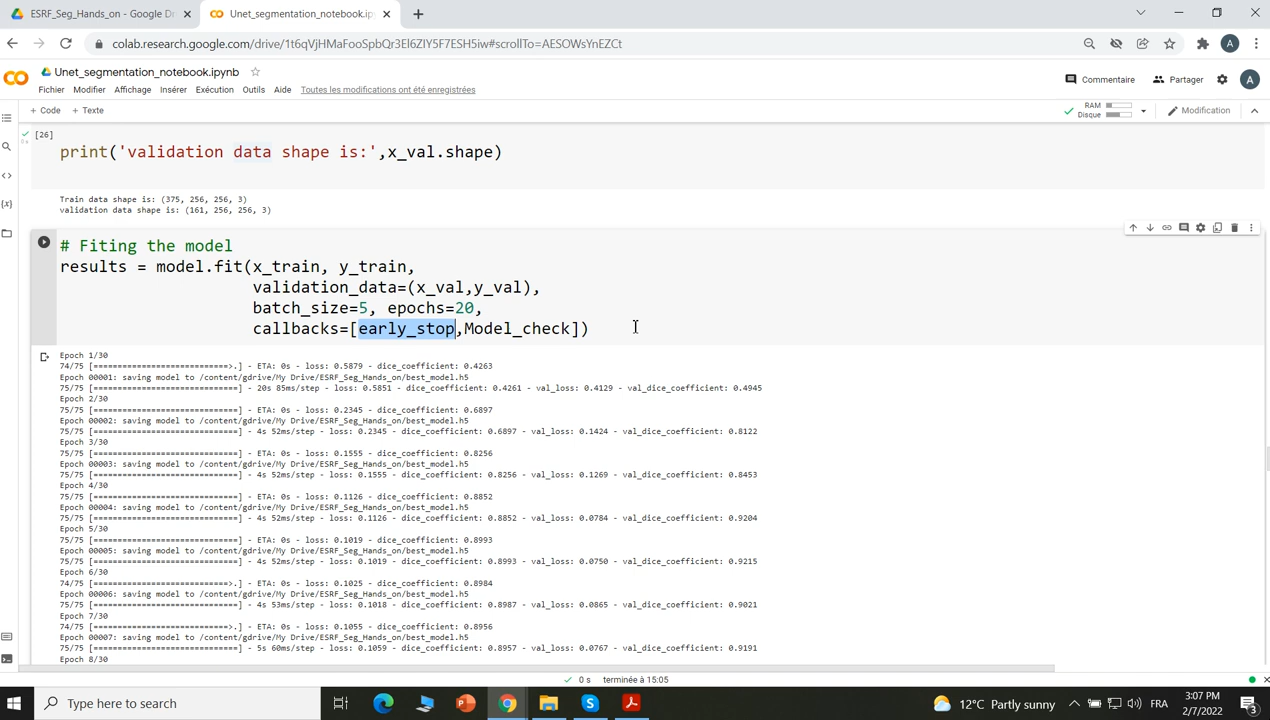 ESRF_Seg_Hands_on - Google Dr
Unet_segmentation_notebook.ipyn
colab.research.google.com/drive/1t6qVjHMaFooSpbQr3El6ZIY5F7ESH5iw#scrollTo=AESOWsYnEZCt
A
Unet_segmentation_notebook.ipynb
Commentaire
Partager
A
Fichier Modifier Affichage Insérer Exécution Outils Aide Toutes les modifications ont été enregistrées
+ Code + Texte
RAM
Disque
Modification
[26]
print('validation data shape is:',x_val.shape)
Train data shape is: (375, 256, 256, 3)
validation data shape is: (161, 256, 256, 3)
# Fiting the model
results = model.fit(x_train, y_train,
validation_data=(x_val,y_val),
batch_size=5, epochs=20,
callbacks=[early_stop,Model_check])
Epoch 1/30
74/75 [============================>.] - ETA: 0s - loss: 0.5879 - dice_coefficient: 0.4263
Epoch 00001: saving model to /content/gdrive/My Drive/ESRF_Seg_Hands_on/best_model.h5
75/75 [==============================] - 20s 85ms/step - loss: 0.5851 - dice_coefficient: 0.4261 - val_loss: 0.4129 - val_dice_coefficient: 0.4945
Epoch 2/30
75/75 [==============================] - ETA: 0s - loss: 0.2345 - dice_coefficient: 0.6897
Epoch 00002: saving model to /content/gdrive/My Drive/ESRF_Seg_Hands_on/best_model.h5
75/75 [==============================] - 4s 52ms/step - loss: 0.2345 - dice_coefficient: 0.6897 - val_loss: 0.1424 - val_dice_coefficient: 0.8122
Epoch 3/30
75/75 [==============================] - ETA: 0s - loss: 0.1555 - dice_coefficient: 0.8256
Epoch 00003: saving model to /content/gdrive/My Drive/ESRF_Seg_Hands_on/best_model.h5
75/75 [==============================] - 4s 52ms/step - loss: 0.1555 - dice_coefficient: 0.8256 - val_loss: 0.1269 - val_dice_coefficient: 0.8453
Epoch 4/30
75/75 [==============================] - ETA: 0s - loss: 0.1126 - dice_coefficient: 0.8852
Epoch 00004: saving model to /content/gdrive/My Drive/ESRF_Seg_Hands_on/best_model.h5
75/75 [==============================] - 4s 52ms/step - loss: 0.1126 - dice_coefficient: 0.8852 - val_loss: 0.0784 - val_dice_coefficient: 0.9204
Epoch 5/30
75/75 [==============================] - ETA: 0s - loss: 0.1019 - dice_coefficient: 0.8993
Epoch 00005: saving model to /content/gdrive/My Drive/ESRF_Seg_Hands_on/best_model.h5
75/75 [==============================] - 4s 52ms/step - loss: 0.1019 - dice_coefficient: 0.8993 - val_loss: 0.0750 - val_dice_coefficient: 0.9215
Epoch 6/30
74/75 [============================>.] - ETA: 0s - loss: 0.1025 - dice_coefficient: 0.8984
Epoch 00006: saving model to /content/gdrive/My Drive/ESRF_Seg_Hands_on/best_model.h5
75/75 [==============================] - 4s 53ms/step - loss: 0.1018 - dice_coefficient: 0.8987 - val_loss: 0.0865 - val_dice_coefficient: 0.9021
Epoch 7/30
74/75 [============================>.] - ETA: 0s - loss: 0.1055 - dice_coefficient: 0.8956
Epoch 00007: saving model to /content/gdrive/My Drive/ESRF_Seg_Hands_on/best_model.h5
75/75 [==============================] - 5s 60ms/step - loss: 0.1059 - dice_coefficient: 0.8957 - val_loss: 0.0767 - val_dice_coefficient: 0.9191
Epoch 8/30
0 s terminée à 15:05
Type here to search
12°C Partly sunny
FRA
3:07 PM
2/7/2022
3